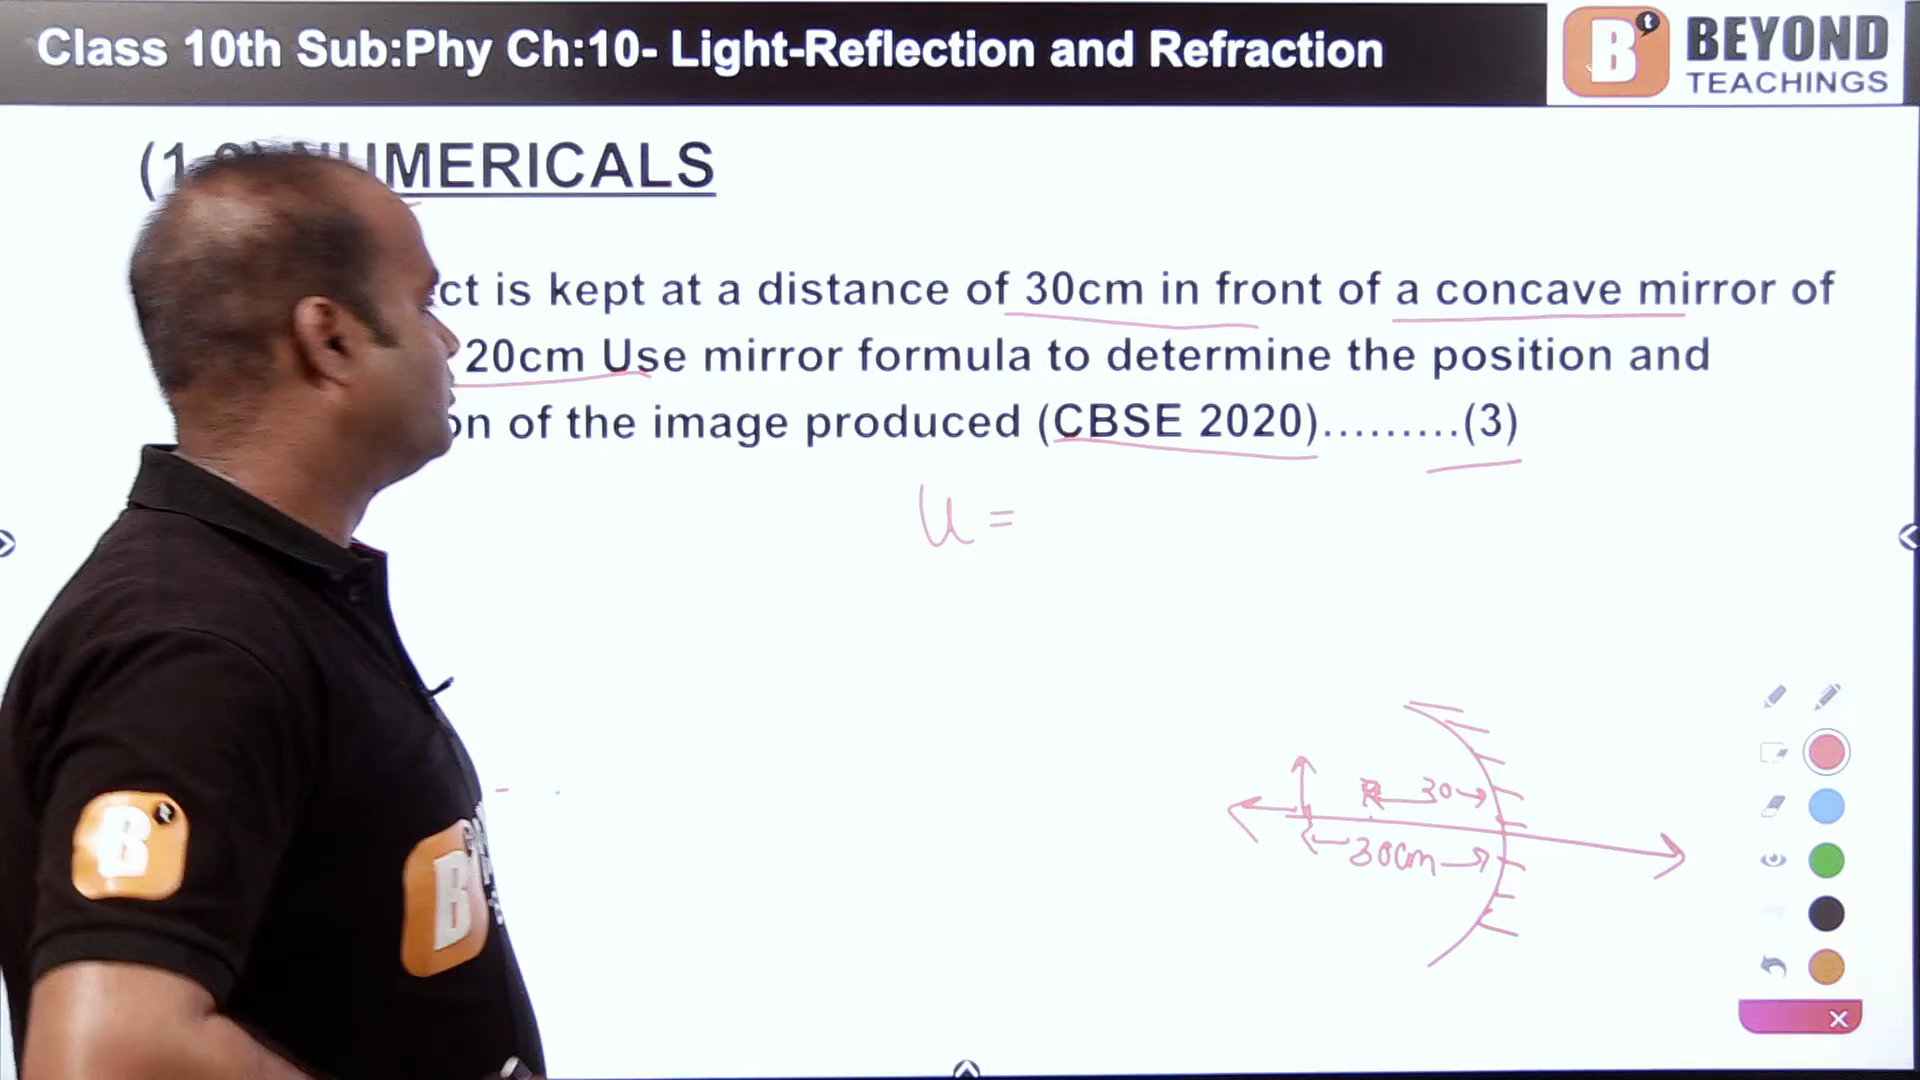 Class 10th Sub:Phy Ch:10- Light-Reflection and Refraction
B t BEYOND
TEACHINGS
NUMERICALS
is kept at a distance of 30cm in front of a concave mirror of
20cm Use mirror formula to determine the position and
of the image produced (CBSE 2020).........(3)
u =
30
30cm
B
B